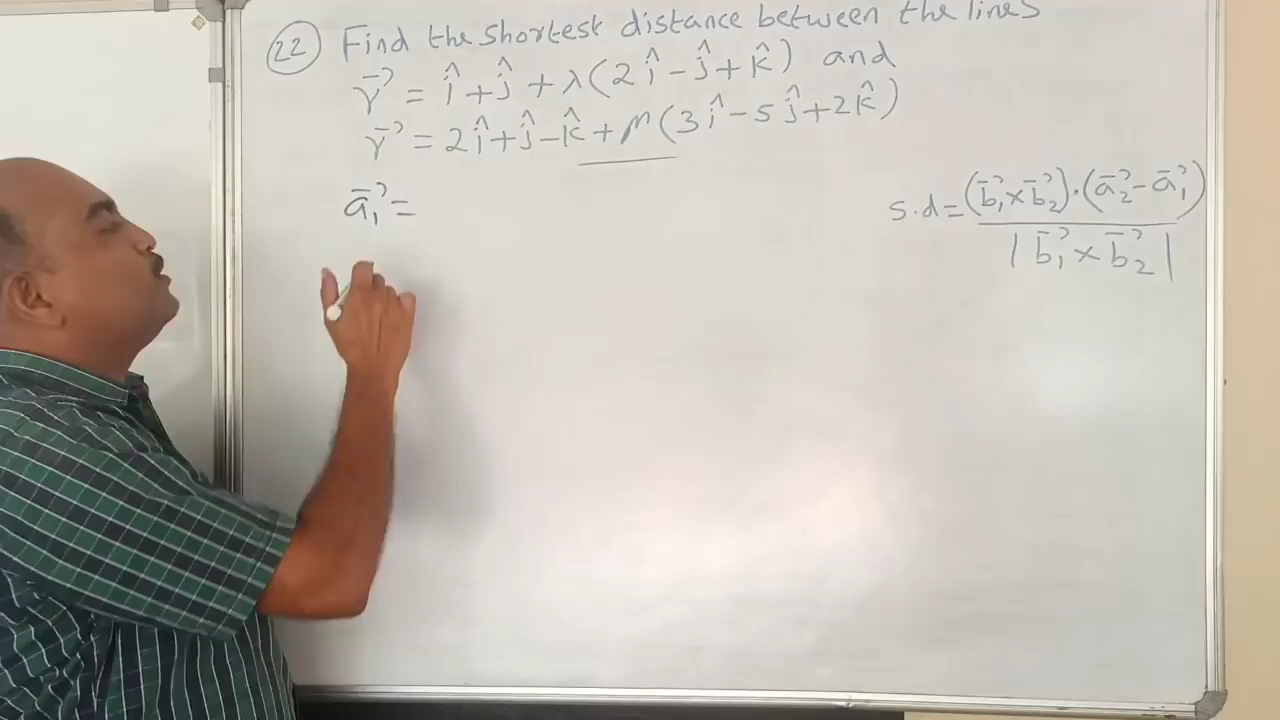 22 Find the shortest distance between the lines
r⃗ = î+ĵ + λ(2î-ĵ+k̂) and
r⃗ = 2î+ĵ-k̂+μ(3î-5ĵ+2k̂)
a⃗₁ =
S.d = (b⃗₁×b⃗₂)·(a⃗₂-a⃗₁)
|b⃗₁×b⃗₂|